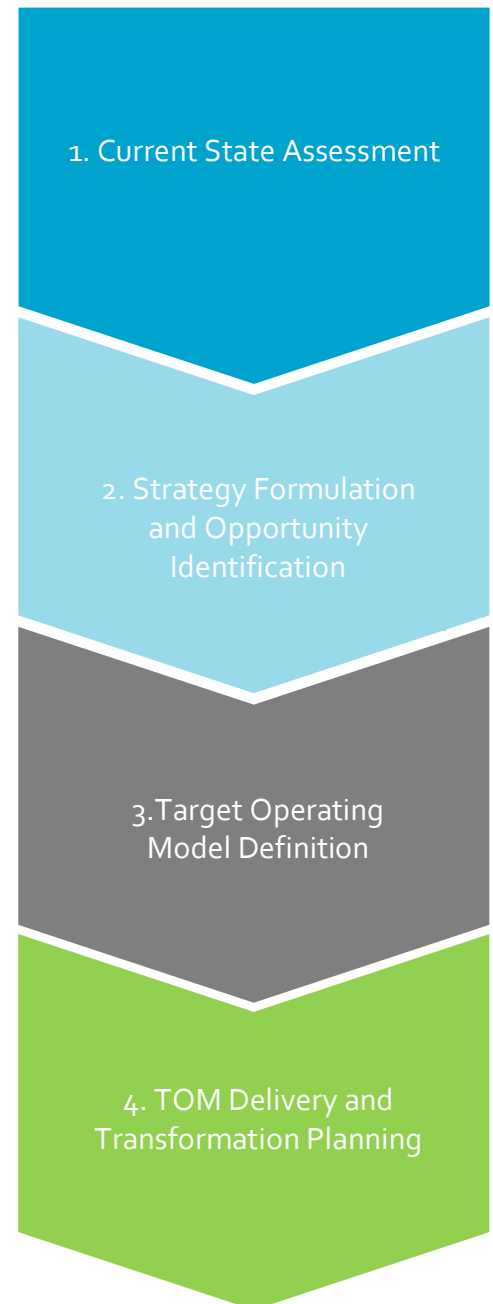 1. Current State Assessment
2. Strategy Formulation
and Opportunity
Identification
3.Target Operating
Model Definition
4. TOM Delivery and
Transformation Planning